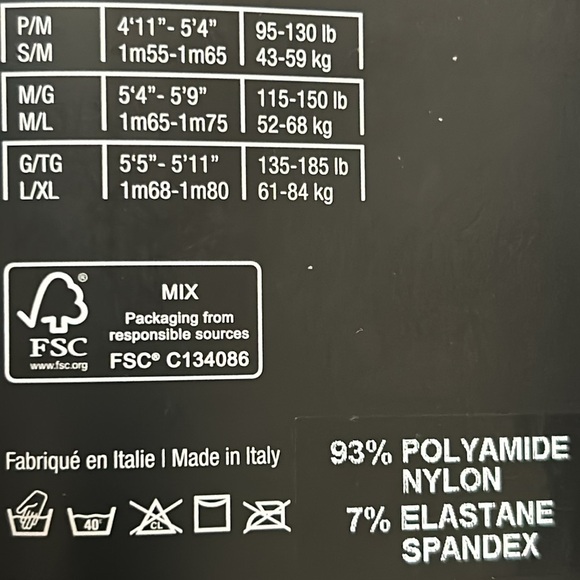 P/M 4'11”- 5'4” 95-130 lb
S/M 1m55-1m65 43-59 kg
M/G 5'4”- 5'9” 115-150 lb
M/L 1m65-1m75 52-68 kg
G/TG 5'5”- 5'11” 135-185 lb
L/XL 1m68-1m80 61-84 kg
®
FSC
www.fsc.org
MIX
Packaging from
responsible sources
FSC® C134086
Fabriqué en Italie | Made in Italy
40°
CL
93% POLYAMIDE
NYLON
7% ELASTANE
SPANDEX